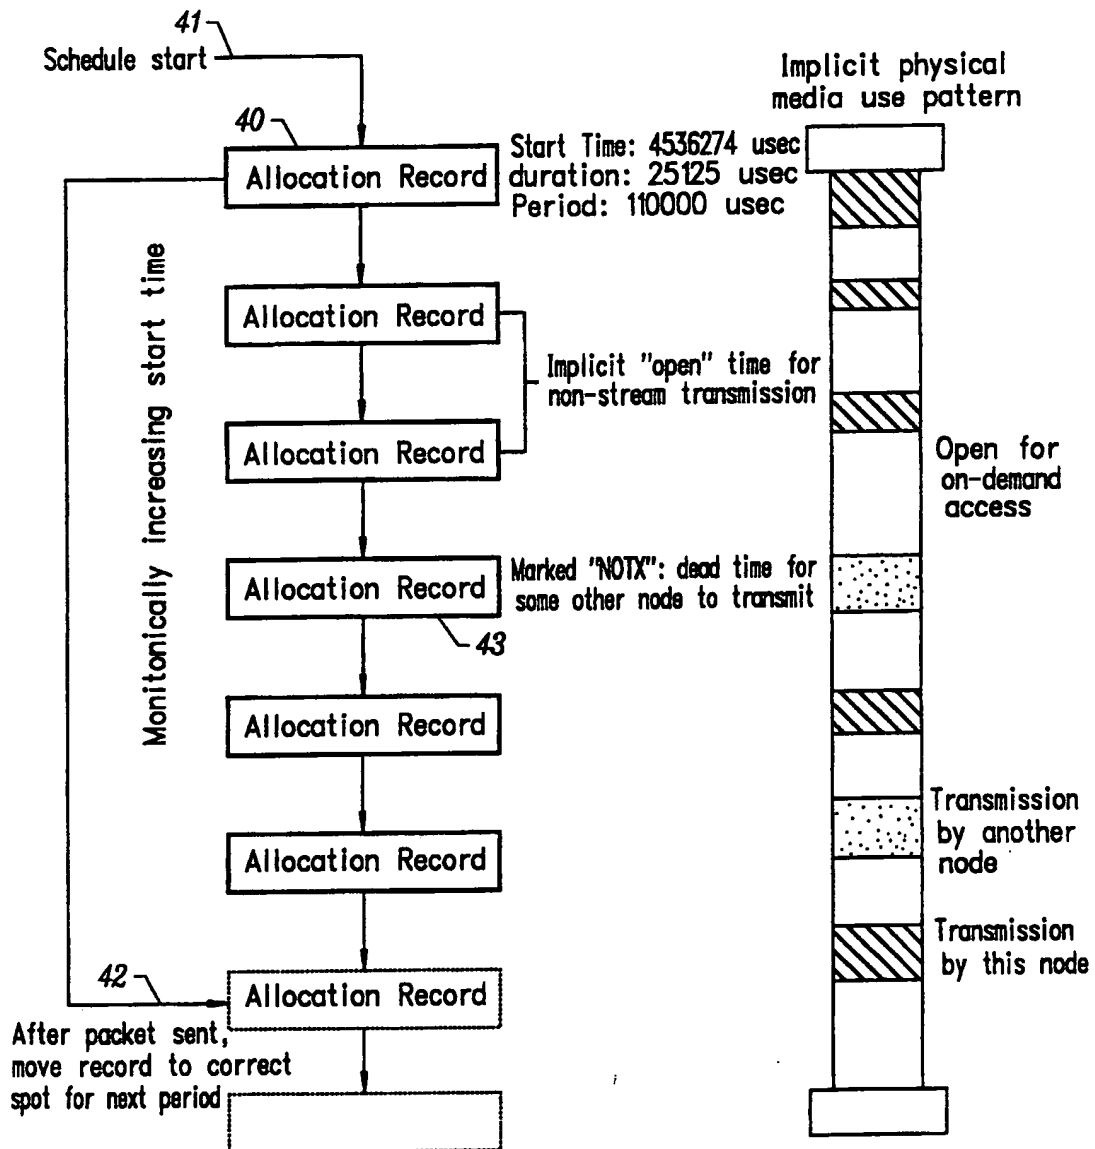 41
Schedule start
Implicit physical
media use pattern
40
Allocation Record
Start Time: 4536274 usec
duration: 25125 usec
Period: 110000 usec
Monitonically increasing start time
Allocation Record
Implicit "open" time for
non-stream transmission
Allocation Record
Open for
on-demand
access
Allocation Record
Marked "NOTX": dead time for
some other node to transmit
43
Allocation Record
Allocation Record
Transmission
by another
node
Transmission
by this node
42
Allocation Record
After packet sent,
move record to correct
spot for next period